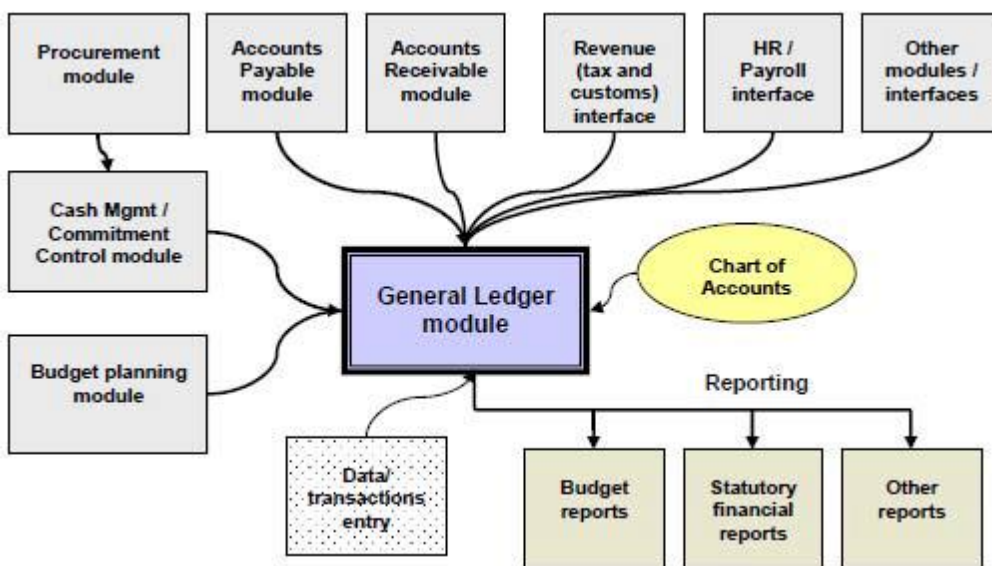 Procurement
module
Accounts
Payable
module
Accounts
Receivable
module
Revenue
(tax and
customs)
interface
HR /
Payroll
interface
Other
modules /
interfaces
Cash Mgmt /
Commitment
Control module
General Ledger
module
Chart of
Accounts
Budget planning
module
Reporting
Data/
transactions
entry
Budget
reports
Statutory
financial
reports
Other
reports